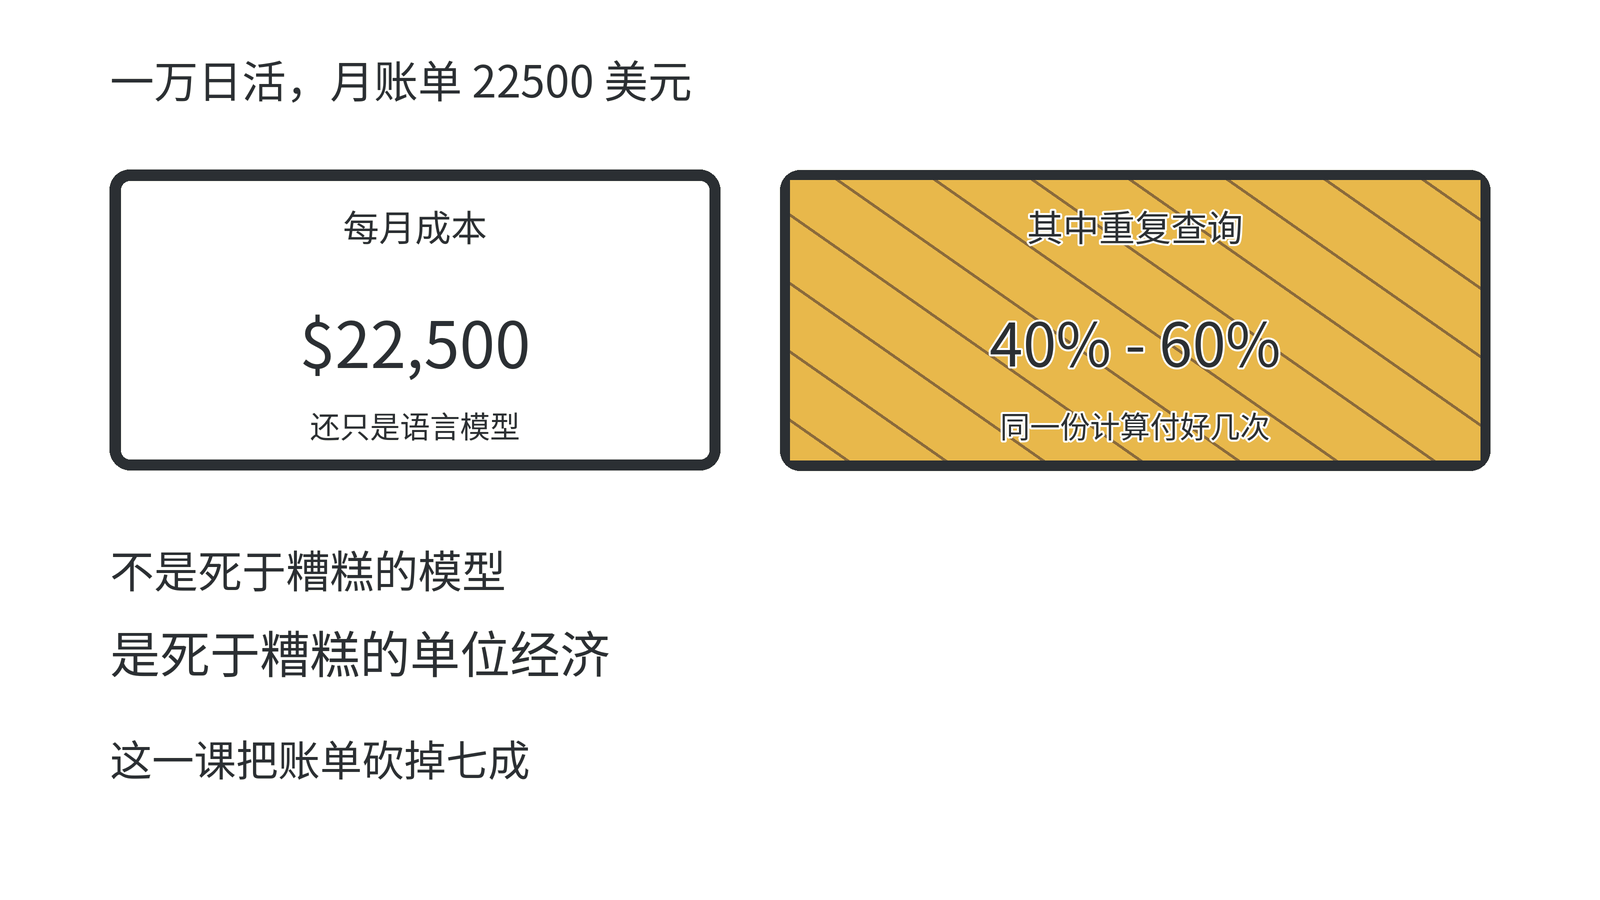 一万日活，月账单 22500 美元
每月成本
$22,500
还只是语言模型
其中重复查询
40% - 60%
同一份计算付好几次
不是死于糟糕的模型
是死于糟糕的单位经济
这一课把账单砍掉七成